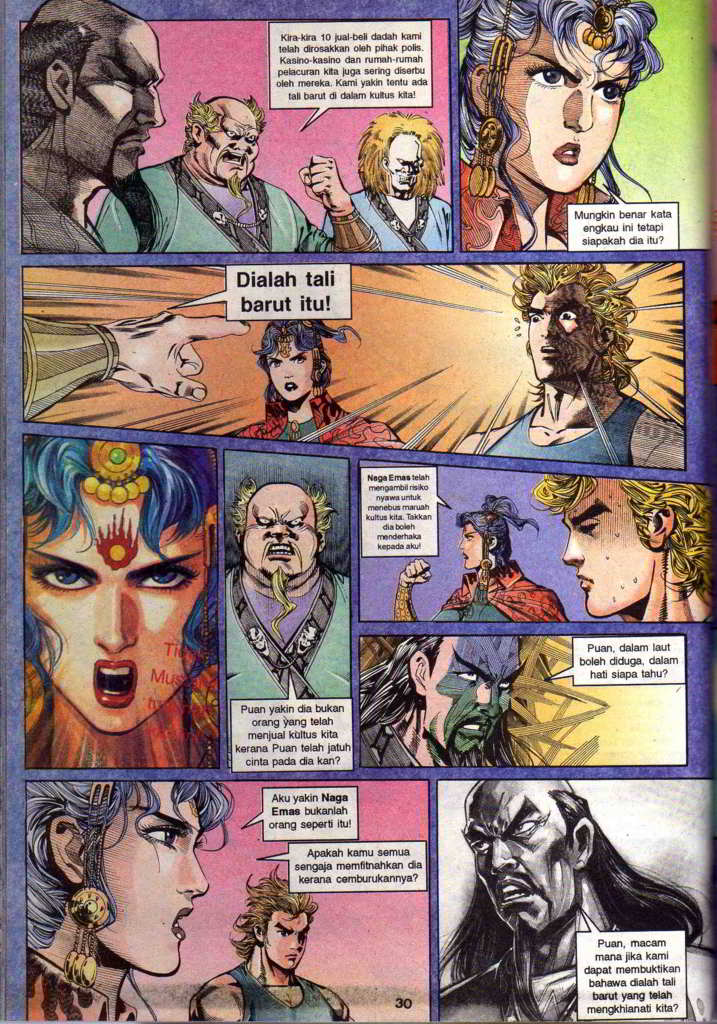 Kira-kira 10 jual-beli dadah kami
telah dirosakkan oleh pihak polis.
Kasino-kasino dan rumah-rumah
pelacuran kita juga sering diserbu
oleh mereka. Kami yakin tentu ada
tali barut di dalam kultus kita!
Mungkin benar kata
engkau ini tetapi
siapakah dia itu?
Dialah tali
barut itu!
Puan yakin dia bukan
orang yang telah
menjual kultus kita
kerana Puan telah jatuh
cinta pada dia kan?
Naga Emas telah
mengambil risiko
nyawa untuk
menebus maruah
kultus kita. Takkan
dia boleh
menderhaka
kepada aku!
Puan, dalam laut
boleh diduga, dalam
hati siapa tahu?
Aku yakin Naga
Emas bukanlah
orang seperti itu!
Apakah kamu semua
sengaja memfitnahkan dia
kerana cemburukannya?
Puan, macam
mana jika kami
dapat membuktikan
bahawa dialah tali
barut yang telah
mengkhianati kita?
30